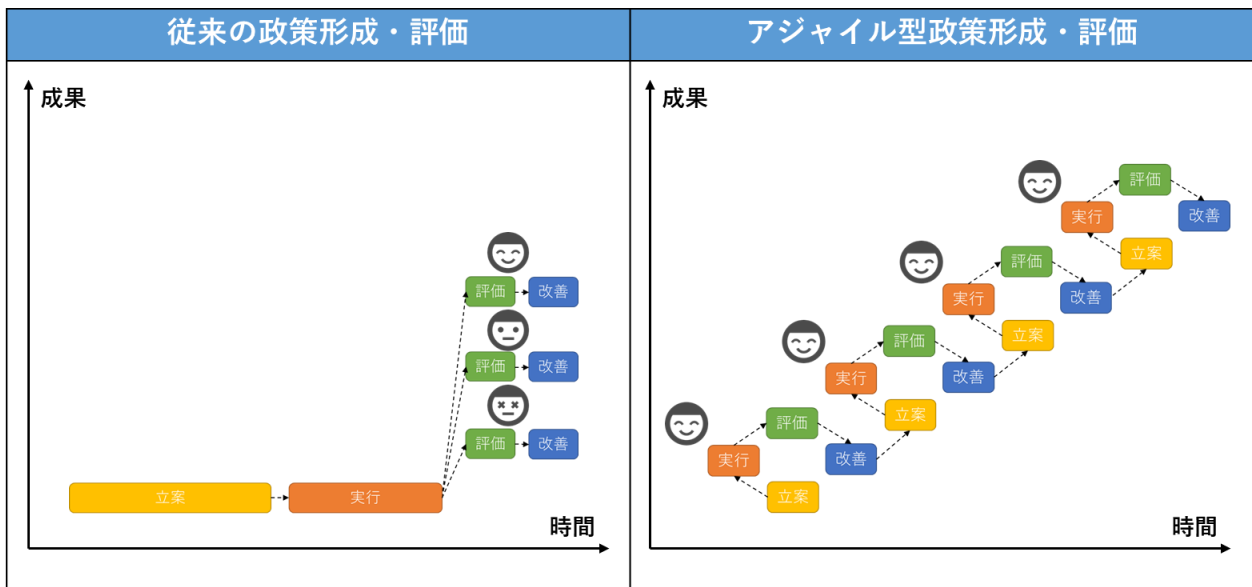 従来の政策形成・評価
成果
評価 改善
評価 改善
評価 改善
立案 実行
時間
アジャイル型政策形成・評価
成果
評価
実行 改善
立案
評価
実行 改善
立案
評価
実行 改善
立案
評価
実行 改善
立案
時間